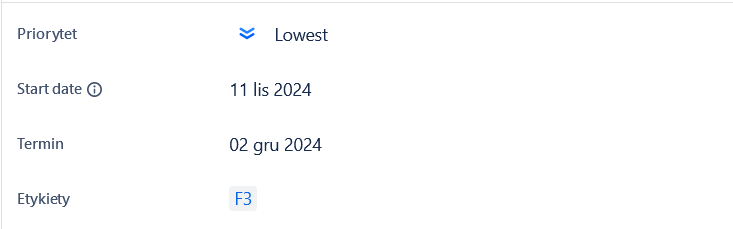 Priorytet Lowest
Start date 11 lis 2024
Termin 02 gru 2024
Etykiety F3